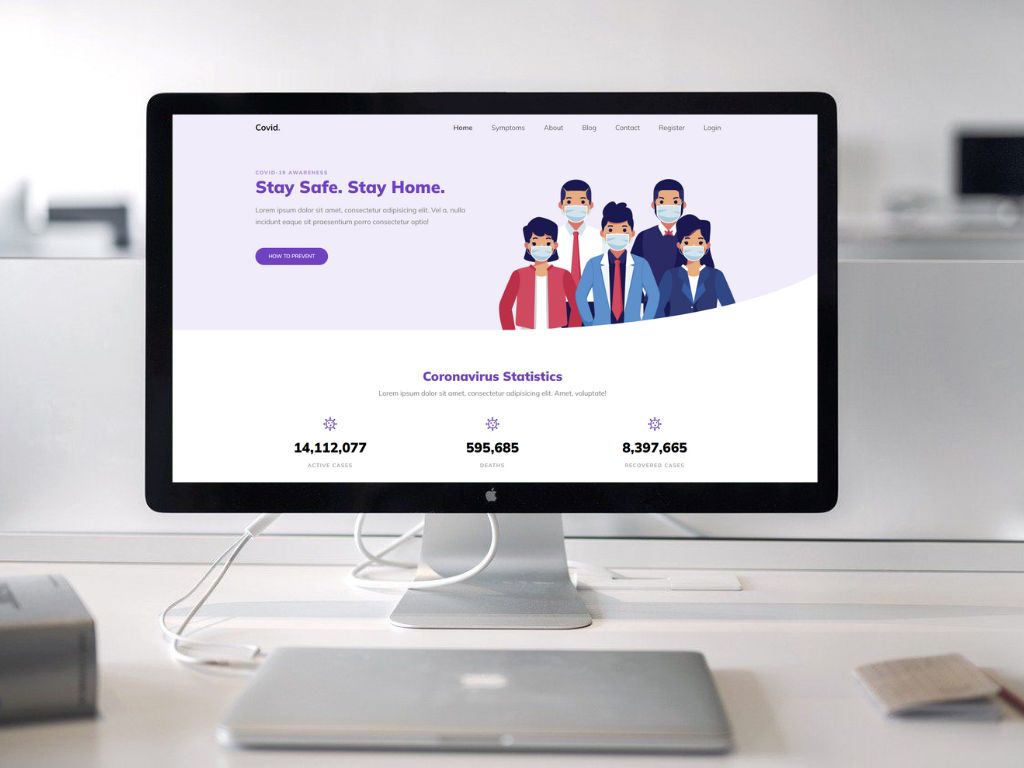 Covid.
Home Symptoms About Blog Contact Register Login
COVID-19 AWARENESS
Stay Safe. Stay Home.
Lorem ipsum dolor sit amet, consectetur adipisicing elit. Vel a, nulla
incidunt eaque sit praesentium porro consectetur optio!
HOW TO PREVENT
Coronavirus Statistics
Lorem ipsum dolor sit amet, consectetur adipisicing elit. Amet, voluptate!
14,112,077 595,685 8,397,665
ACTIVE CASES DEATHS RECOVERED CASES